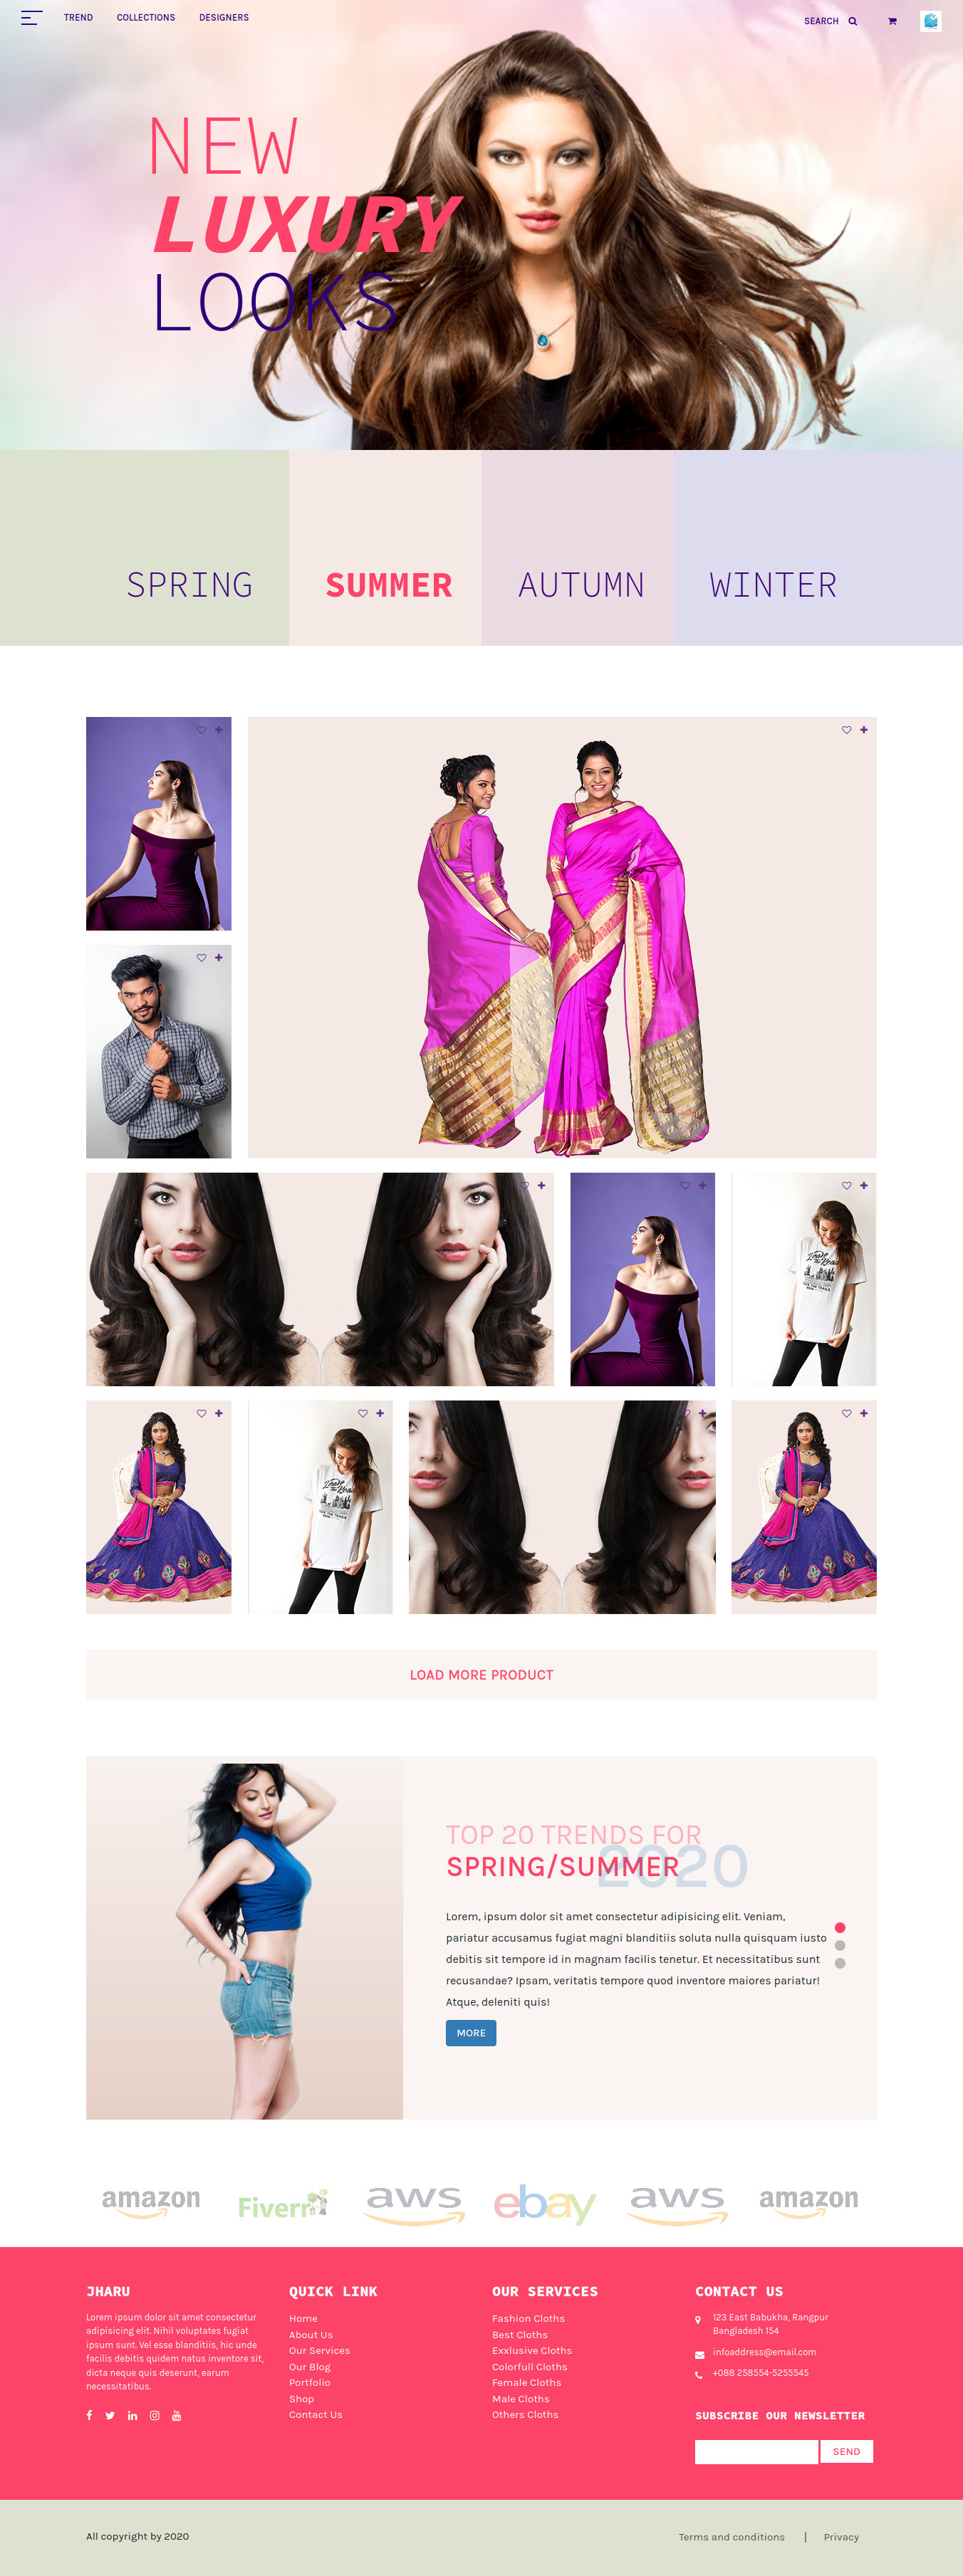 TREND COLLECTIONS DESIGNERS SEARCH
NEW
LUXURY
LOOKS
SPRING SUMMER AUTUMN WINTER
LOAD MORE PRODUCT
TOP 20 TRENDS FOR
2020
SPRING/SUMMER
Lorem, ipsum dolor sit amet consectetur adipisicing elit. Veniam,
pariatur accusamus fugiat magni blanditiis soluta nulla quisquam iusto
debitis sit tempore id in magnam facilis tenetur. Et necessitatibus sunt
recusandae? Ipsam, veritatis tempore quod inventore maiores pariatur!
Atque, deleniti quis!
MORE
amazon Fiverr aws ebay aws amazon
JHARU
Lorem ipsum dolor sit amet consectetur
adipisicing elit. Nihil voluptates fugiat
ipsum sunt. Vel esse blanditiis, hic unde
facilis debitis quidem natus inventore sit,
dicta neque quis deserunt, earum
necessitatibus.
QUICK LINK
Home
About Us
Our Services
Our Blog
Portfolio
Shop
Contact Us
OUR SERVICES
Fashion Cloths
Best Cloths
Exxlusive Cloths
Colorfull Cloths
Female Cloths
Male Cloths
Others Cloths
CONTACT US
123 East Babukha, Rangpur
Bangladesh 154
infoaddress@email.com
+088 258554-5255545
SUBSCRIBE OUR NEWSLETTER
SEND
All copyright by 2020
Terms and conditions | Privacy